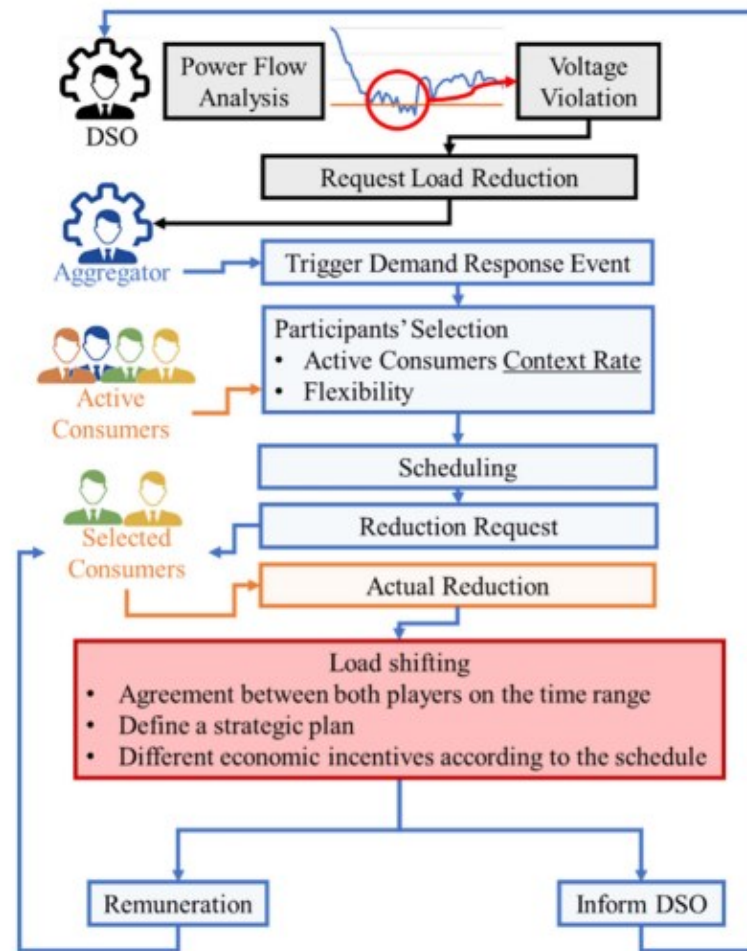 Power Flow
Analysis
Voltage
Violation
DSO
Request Load Reduction
Aggregator
Trigger Demand Response Event
Participants' Selection
• Active Consumers Context Rate
• Flexibility
Active
Consumers
Scheduling
Reduction Request
Selected
Consumers
Actual Reduction
Load shifting
• Agreement between both players on the time range
• Define a strategic plan
• Different economic incentives according to the schedule
Remuneration
Inform DSO